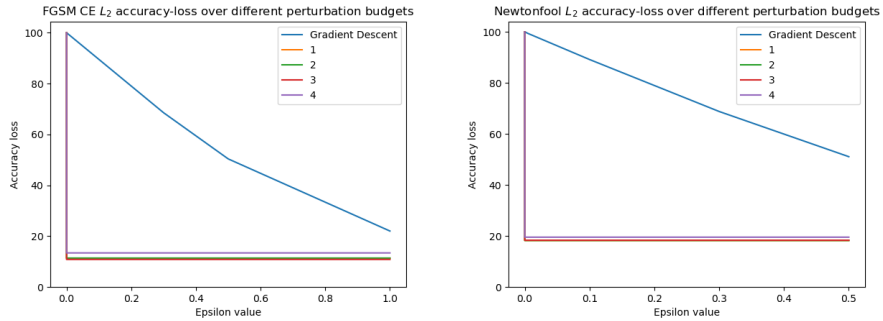 FGSM CE L₂ accuracy-loss over different perturbation budgets
100
80
60
40
20
0
Accuracy loss
Gradient Descent
1
2
3
4
0.0 0.2 0.4 0.6 0.8 1.0
Epsilon value
Newtonfool L₂ accuracy-loss over different perturbation budgets
100
80
60
40
20
0
Accuracy loss
Gradient Descent
1
2
3
4
0.0 0.1 0.2 0.3 0.4 0.5
Epsilon value